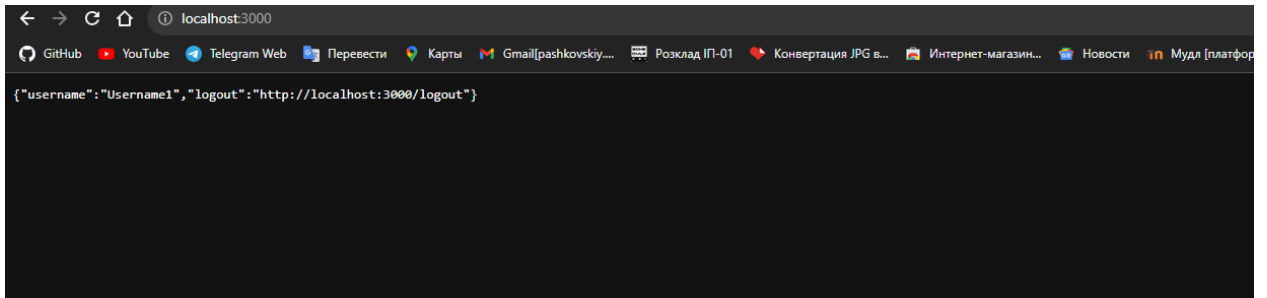 localhost:3000
GitHub YouTube Telegram Web Перевести Карты Gmail[pashkovskiy.... Розклад ІП-01 Конвертация JPG в... Интернет-магазин... Новости Мудл [платфор
{"username":"Username1","logout":"http://localhost:3000/logout"}